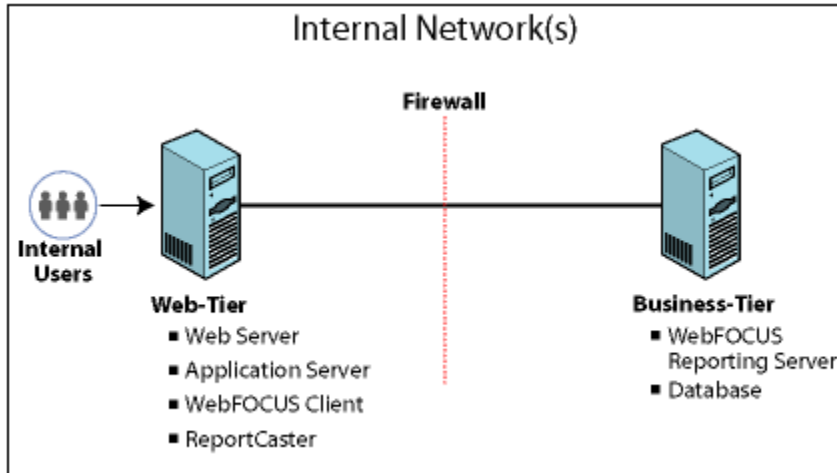 Internal Network(s)
Firewall
Internal
Users
Web-Tier
■ Web Server
■ Application Server
■ WebFOCUS Client
■ ReportCaster
Business-Tier
■ WebFOCUS
Reporting Server
■ Database